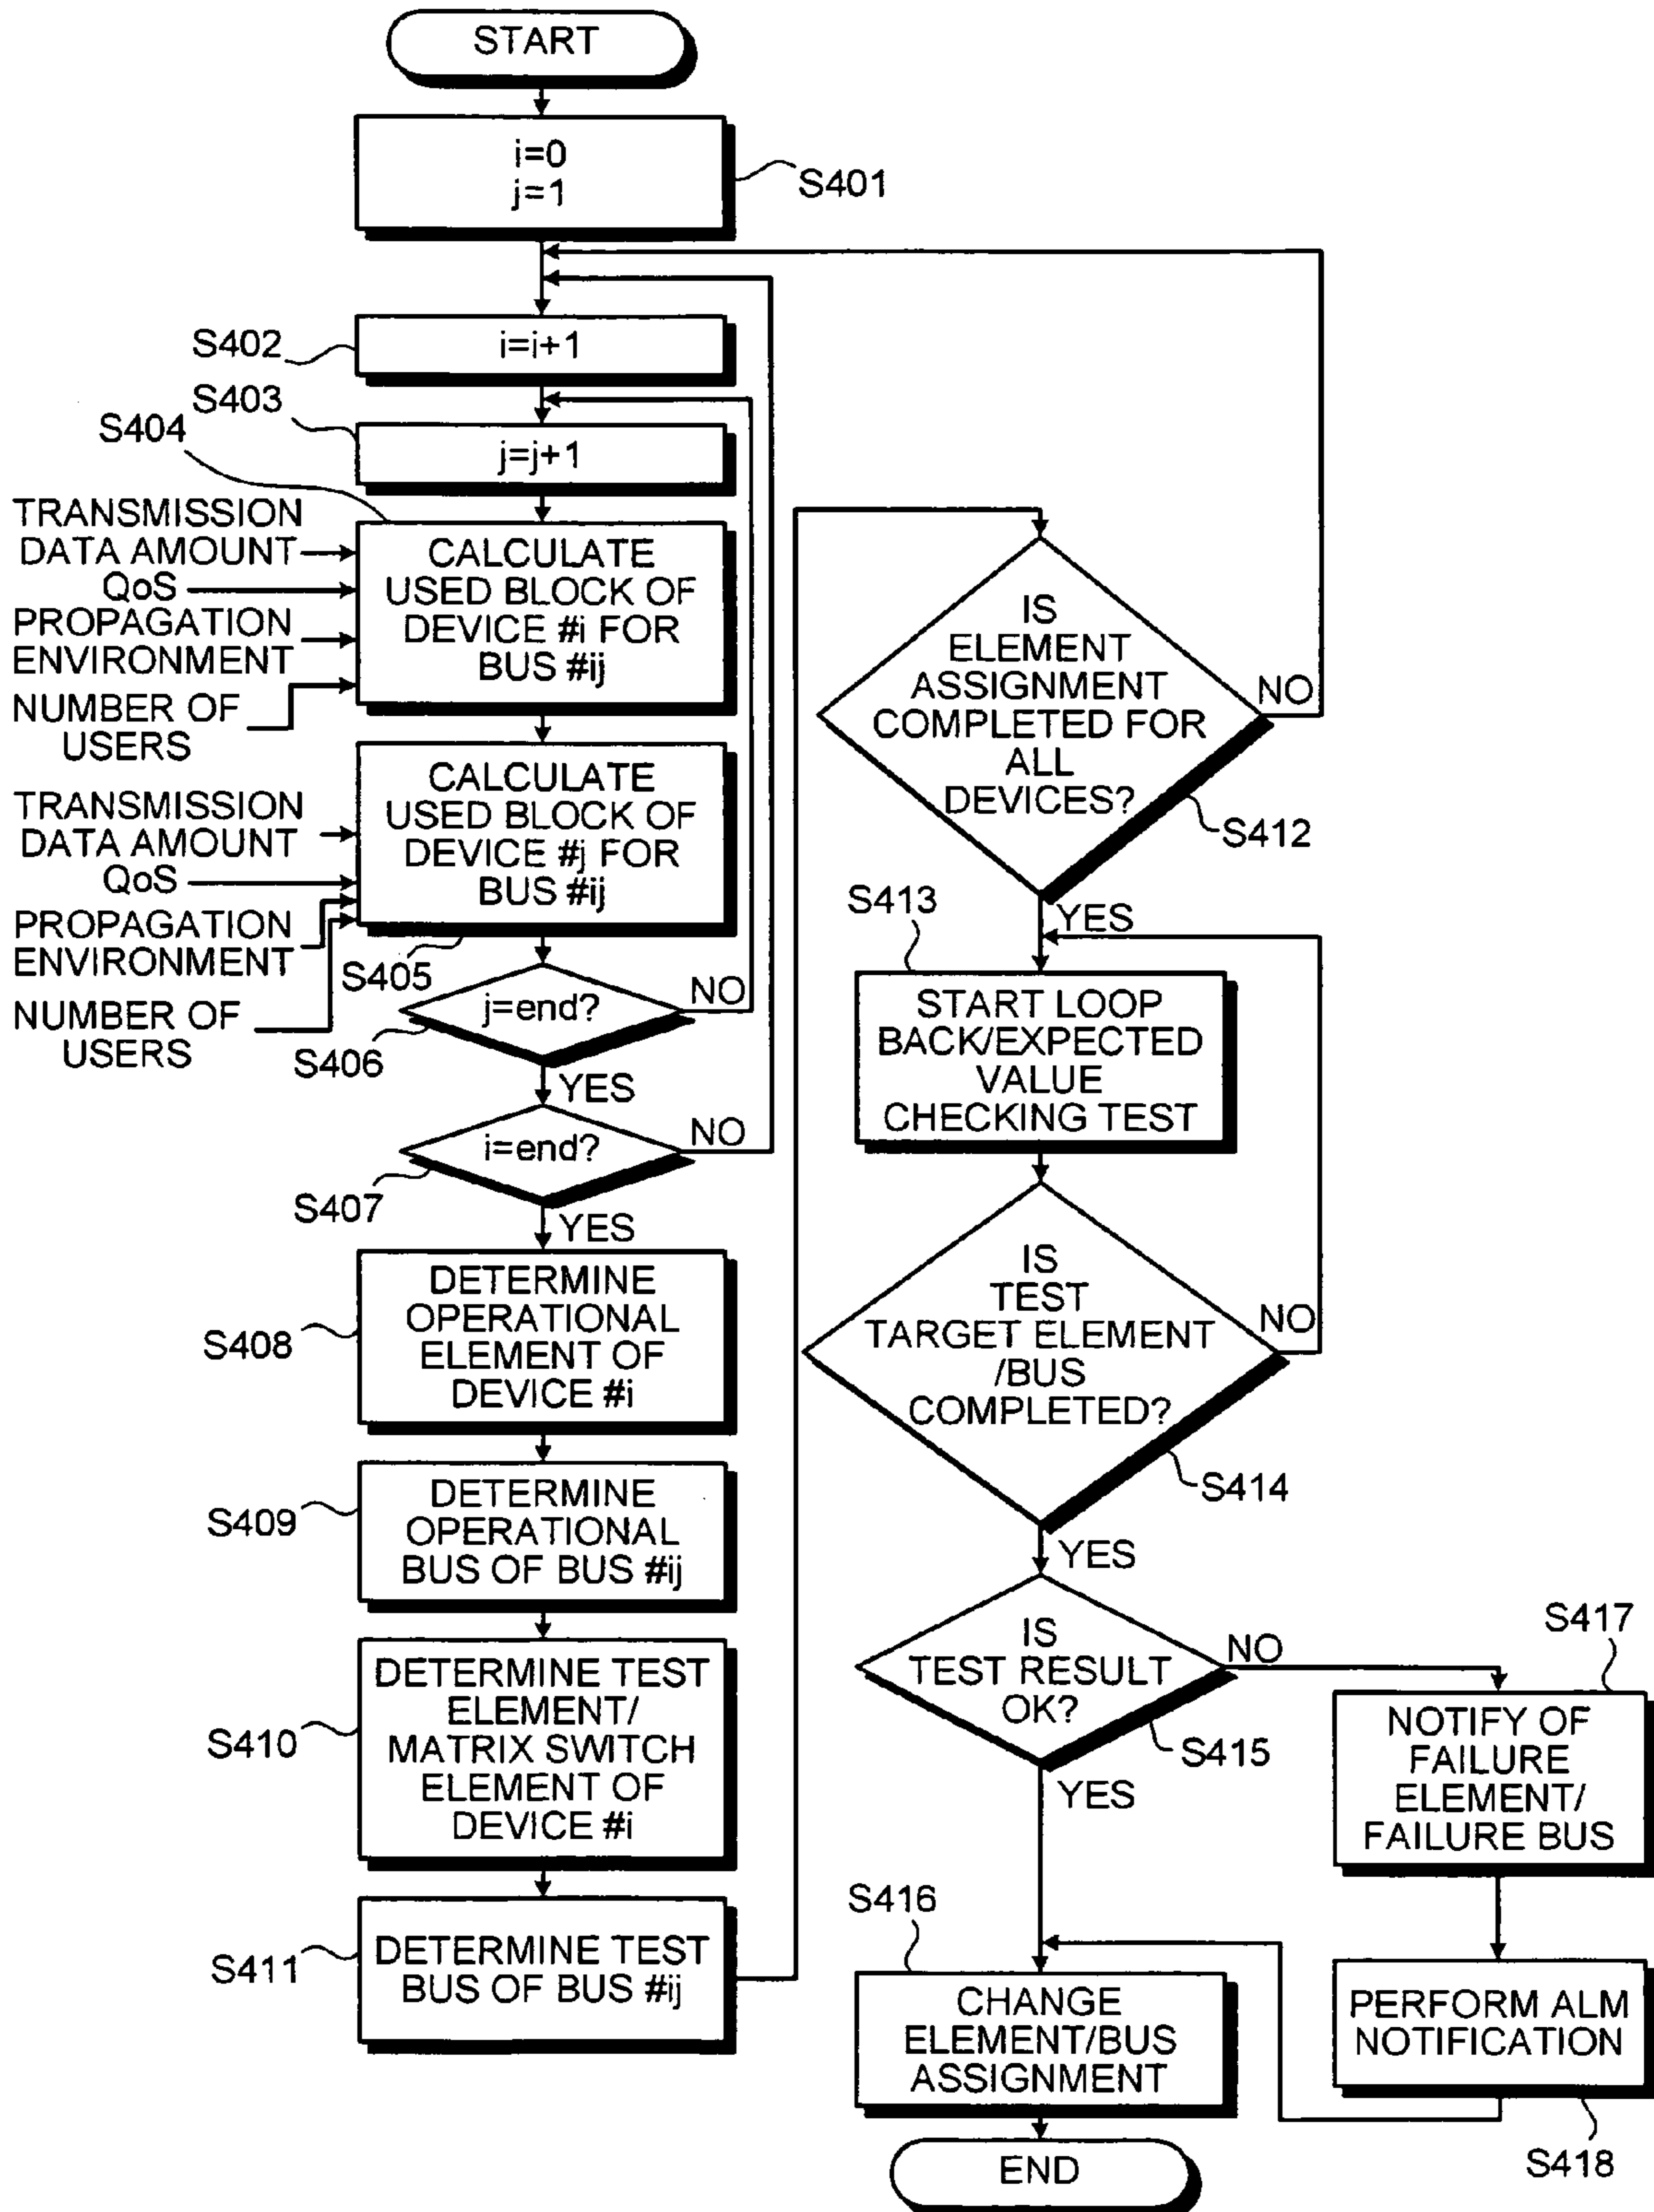 START
i=0
j=1
S401
S402
i=i+1
S403
j=j+1
S404
TRANSMISSION
DATA AMOUNT
QoS
PROPAGATION
ENVIRONMENT
NUMBER OF
USERS
CALCULATE
USED BLOCK OF
DEVICE #i FOR
BUS #ij
TRANSMISSION
DATA AMOUNT
QoS
PROPAGATION
ENVIRONMENT
NUMBER OF
USERS
CALCULATE
USED BLOCK OF
DEVICE #j FOR
BUS #ij
S405
j=end?
NO
S406
YES
i=end?
NO
S407
YES
DETERMINE
OPERATIONAL
ELEMENT OF
DEVICE #i
S408
DETERMINE
OPERATIONAL
BUS OF BUS #ij
S409
DETERMINE TEST
ELEMENT/
MATRIX SWITCH
ELEMENT OF
DEVICE #i
S410
DETERMINE TEST
BUS OF BUS #ij
S411
IS
ELEMENT
ASSIGNMENT
COMPLETED FOR
ALL
DEVICES?
NO
S412
YES
S413
START LOOP
BACK/EXPECTED
VALUE
CHECKING TEST
IS
TEST
TARGET ELEMENT
/BUS
COMPLETED?
NO
S414
YES
IS
TEST RESULT
OK?
NO
S415
YES
S417
NOTIFY OF
FAILURE
ELEMENT/
FAILURE BUS
S416
CHANGE
ELEMENT/BUS
ASSIGNMENT
PERFORM ALM
NOTIFICATION
S418
END